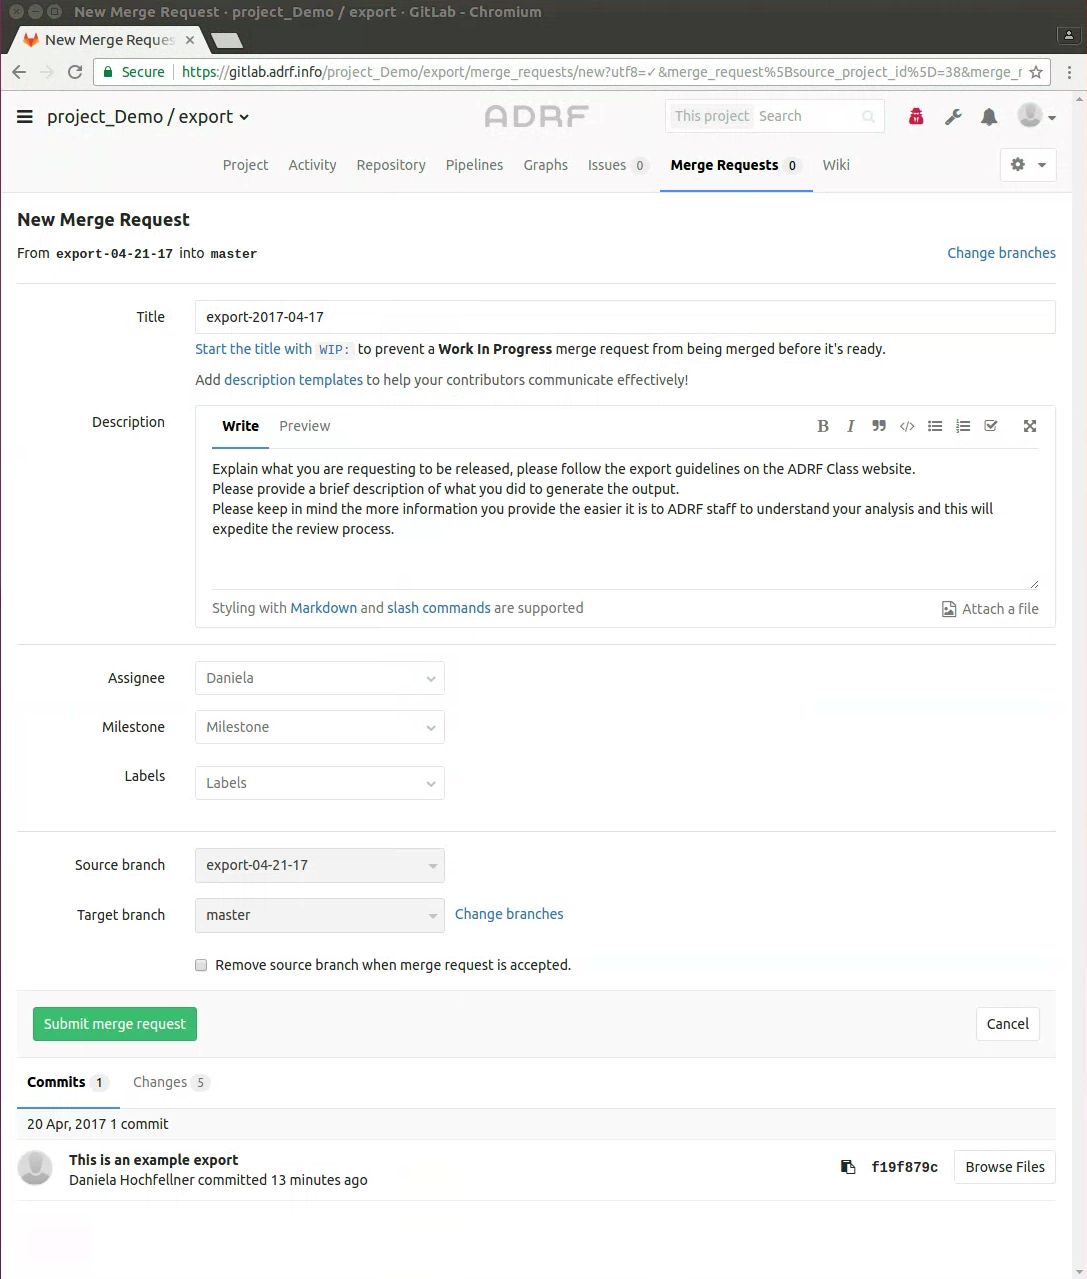 New Merge Request · project_Demo / export · GitLab - Chromium
New Merge Reques
Secure https://gitlab.adrf.info/project_Demo/export/merge_requests/new?utf8=✓&merge_request%5Bsource_project_id%5D=38&merge_r
project_Demo / export
ADRF
This project Search
Project Activity Repository Pipelines Graphs Issues 0 Merge Requests 0 Wiki
New Merge Request
From export-04-21-17 into master
Change branches
Title
export-2017-04-17
Start the title with WIP: to prevent a Work In Progress merge request from being merged before it's ready.
Add description templates to help your contributors communicate effectively!
Description
Write Preview
B I
Explain what you are requesting to be released, please follow the export guidelines on the ADRF Class website.
Please provide a brief description of what you did to generate the output.
Please keep in mind the more information you provide the easier it is to ADRF staff to understand your analysis and this will
expedite the review process.
Styling with Markdown and slash commands are supported
Attach a file
Assignee
Daniela
Milestone
Milestone
Labels
Labels
Source branch
export-04-21-17
Target branch
master
Change branches
Remove source branch when merge request is accepted.
Submit merge request
Cancel
Commits 1 Changes 5
20 Apr, 2017 1 commit
This is an example export
Daniela Hochfellner committed 13 minutes ago
f19f879c
Browse Files